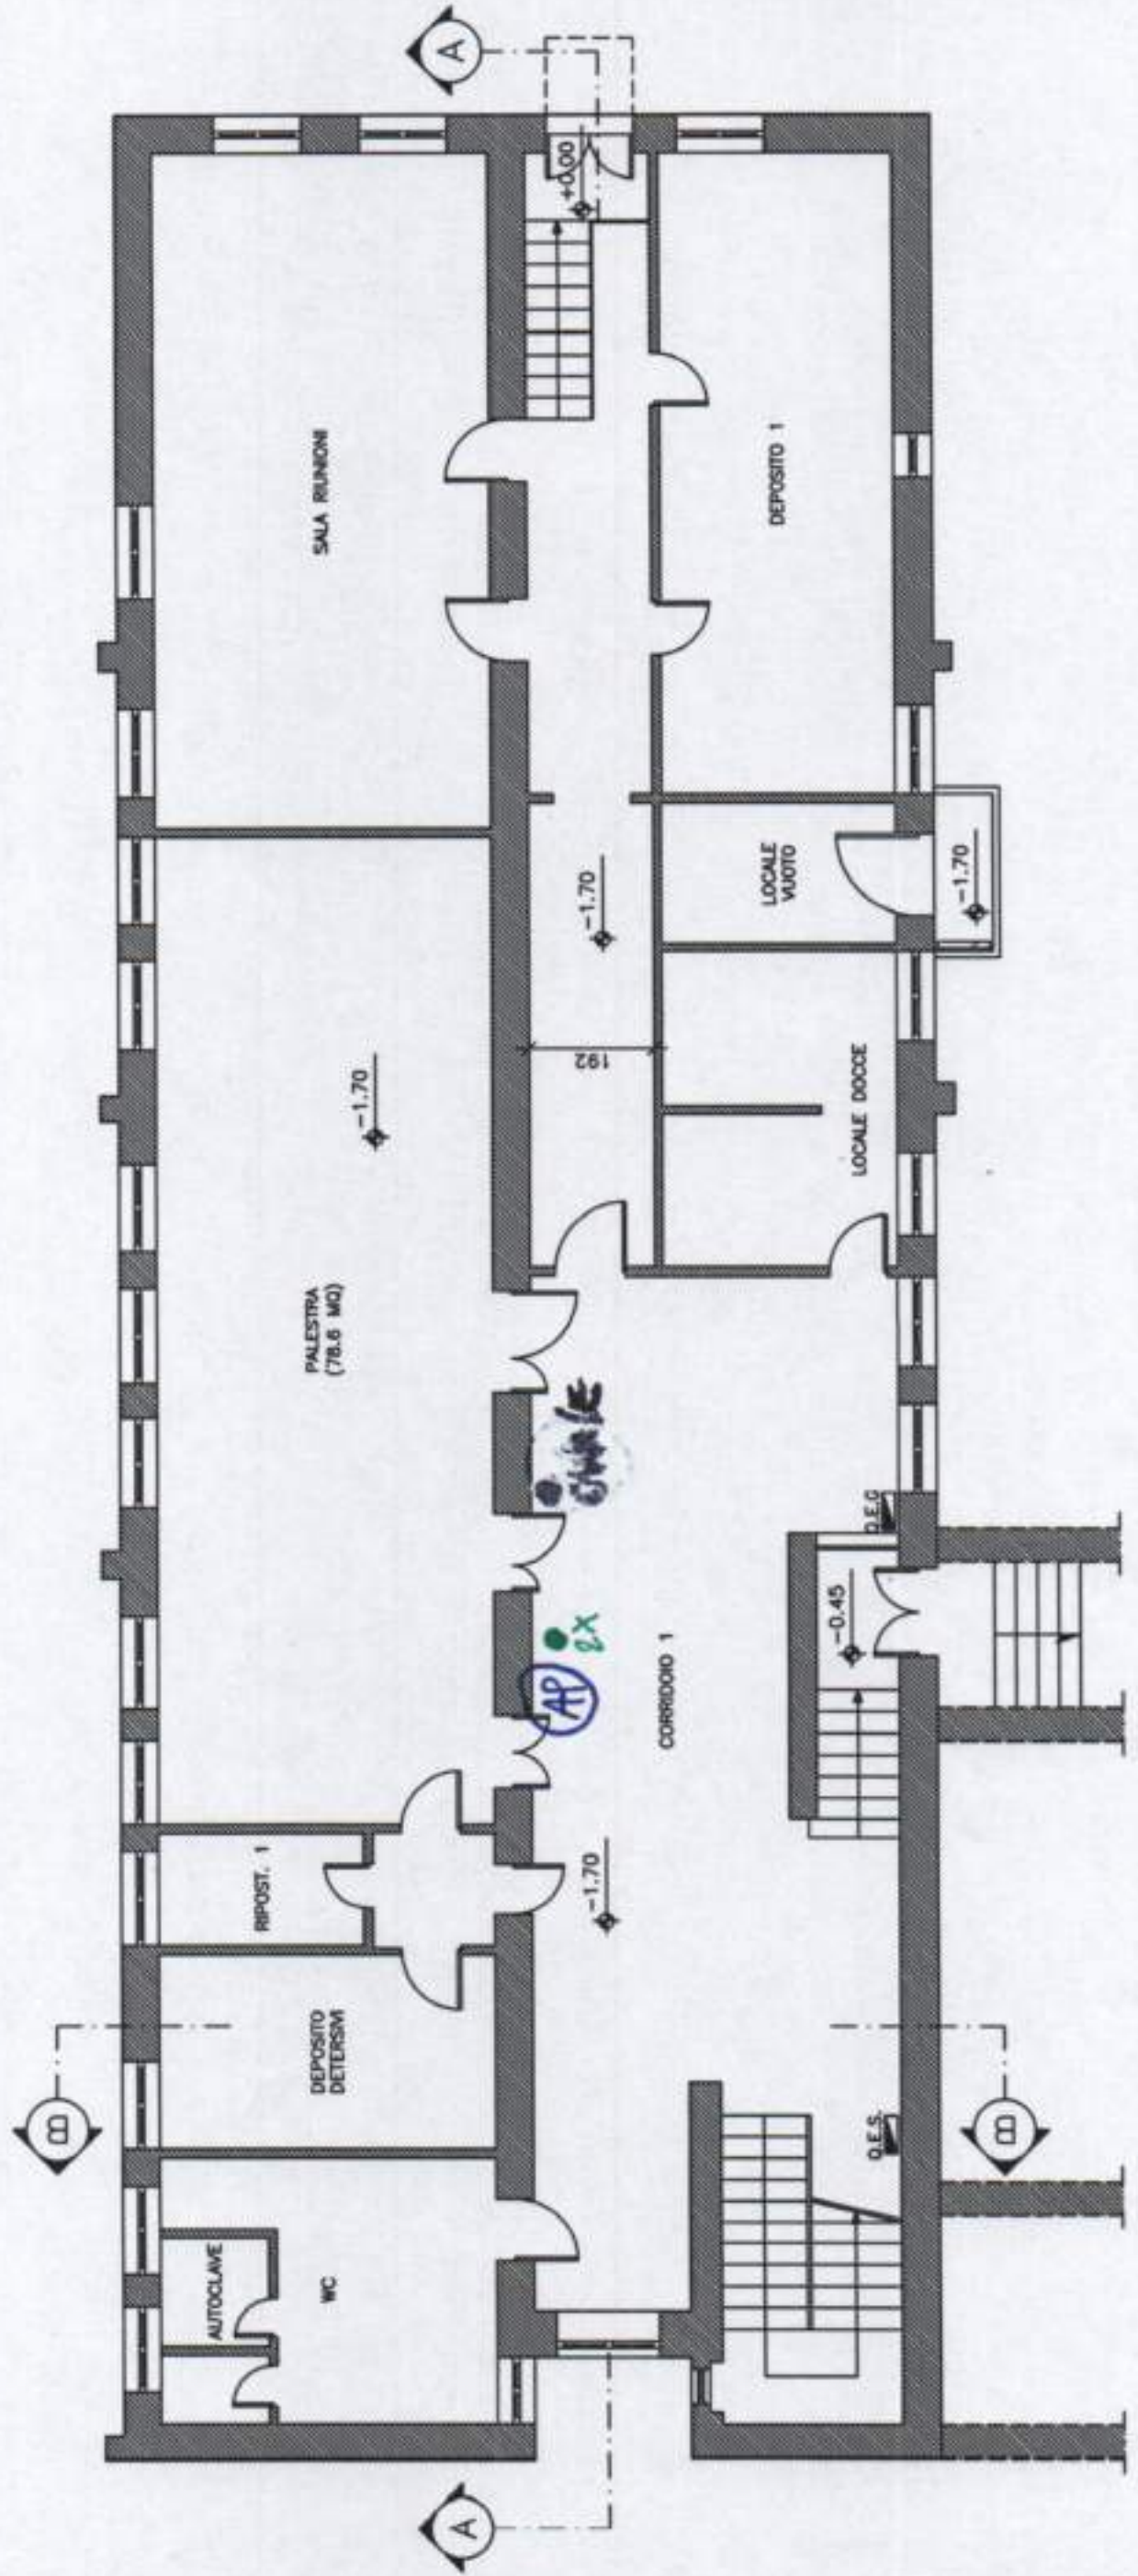 A
+0.00
SALA RIUNIONI
DEPOSITO 1
-1.70
LOCALE
VUOTO
-1.70
192
-1.70
LOCALE DOCCE
PALESTRA
(78.6 MQ)
Q.E.G
2X
AP
-0.45
CORRIDOIO 1
RIPOST. 1
-1.70
DEPOSITO
DETERSIVI
B
B
Q.E.S.
AUTOCLAVE
WC
A